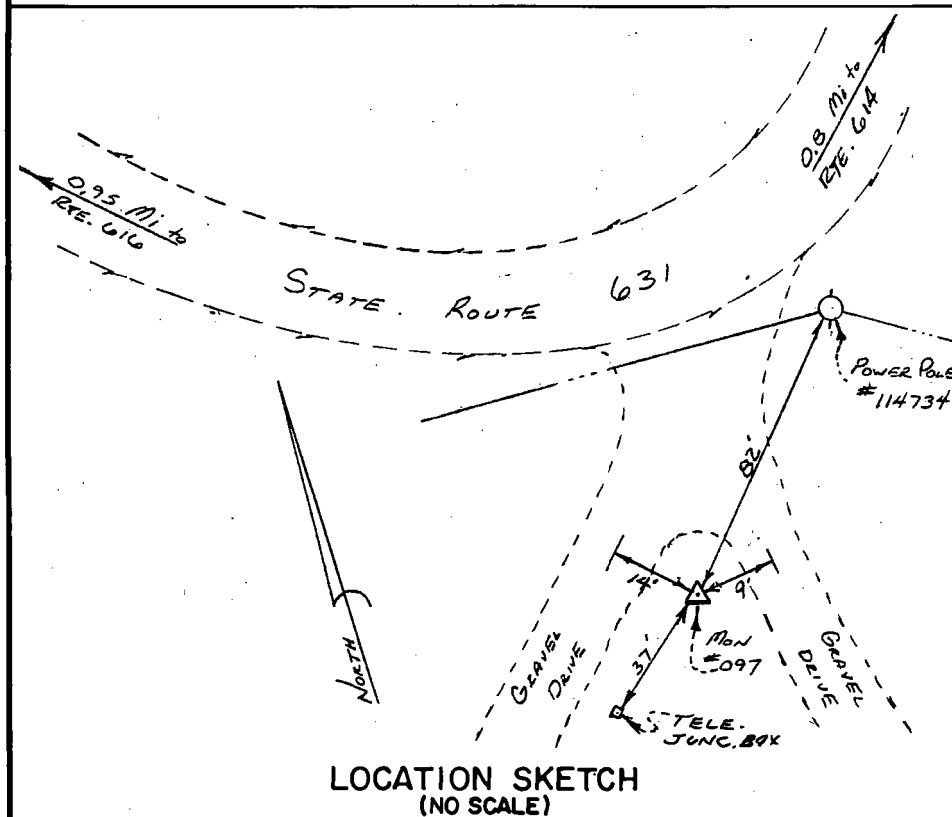 0.8 Mi to
RTE. 614
0.95 Mi to
RTE. 616
STATE ROUTE 631
POWER POLE
#114734
82'
14'
9'
37'
MON
#097
GRAVEL
DRIVE
GRAVEL
DRIVE
NORTH
TELE.
JUNC. BOX
LOCATION SKETCH
(NO SCALE)